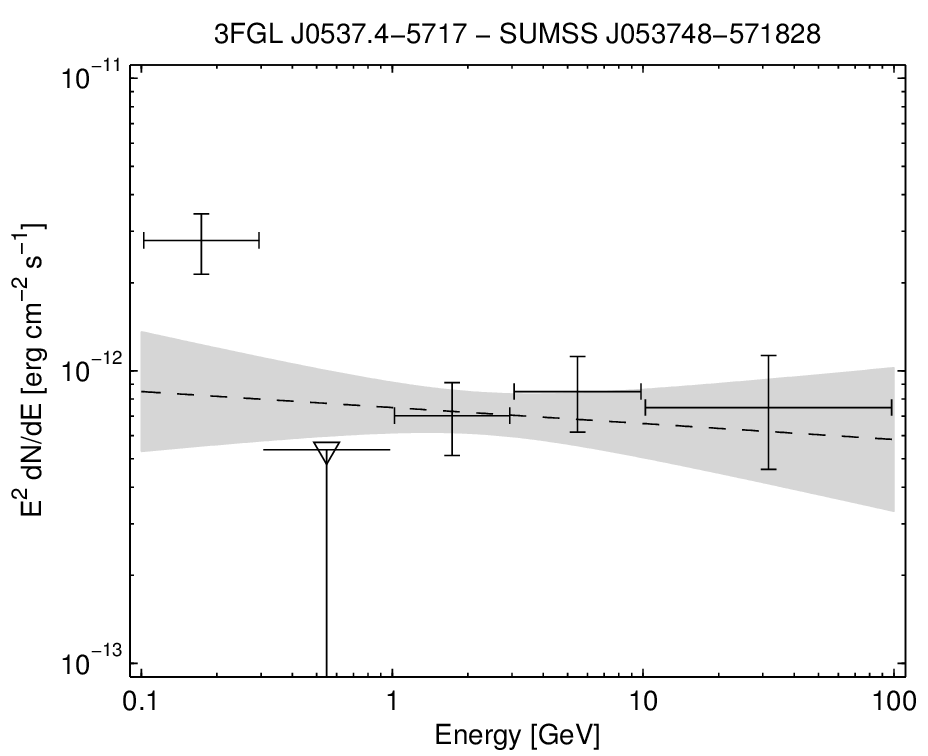 3FGL J0537.4−5717 − SUMSS J053748−571828
10⁻¹¹
10⁻¹²
10⁻¹³
E² dN/dE [erg cm⁻² s⁻¹]
0.1 1 10 100
Energy [GeV]